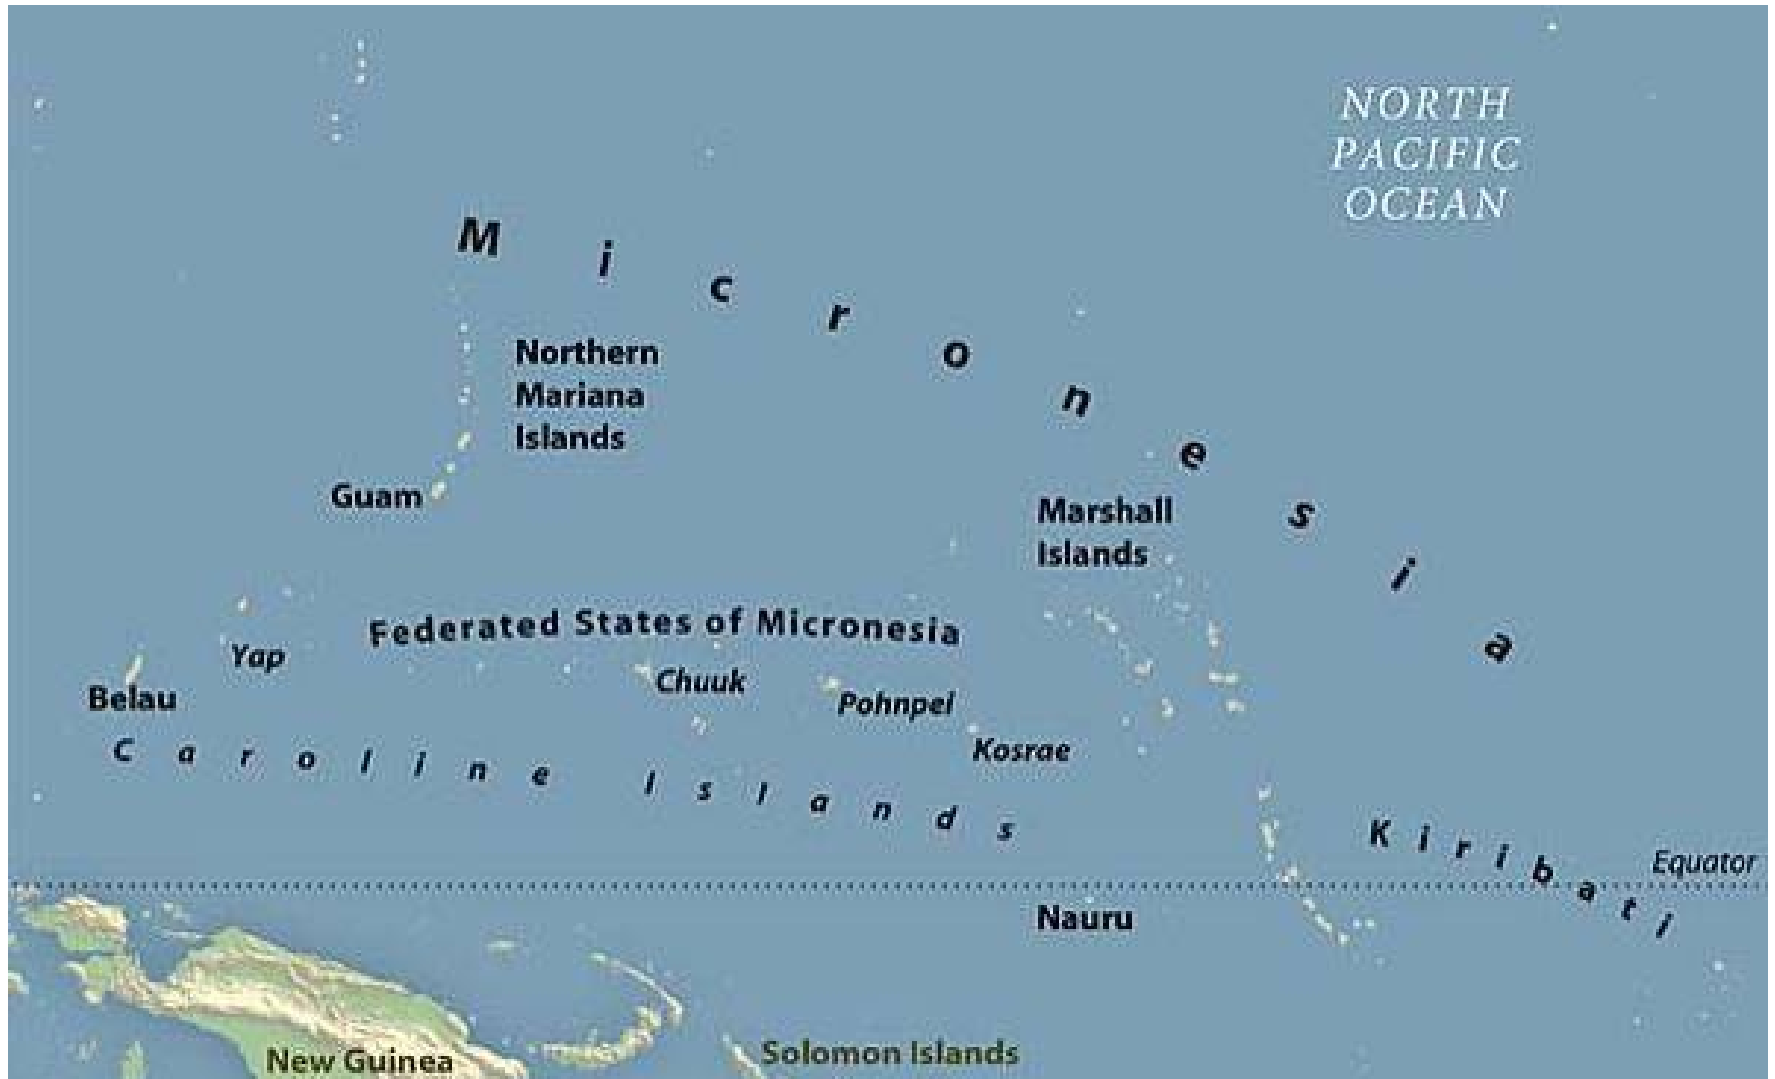 NORTH
PACIFIC
OCEAN
Micronesia
Northern
Mariana
Islands
Guam
Marshall
Islands
Federated States of Micronesia
Yap
Chuuk
Belau
Pohnpei
Kosrae
Caroline Islands
Kiribati
Equator
Nauru
New Guinea
Solomon Islands